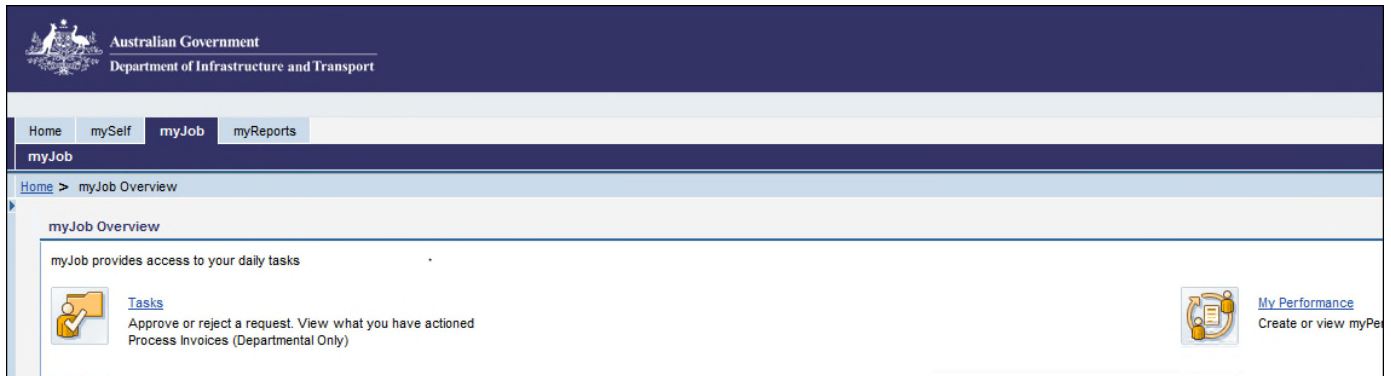 Australian Government
Department of Infrastructure and Transport
Home mySelf myJob myReports
myJob
Home > myJob Overview
myJob Overview
myJob provides access to your daily tasks
Tasks
Approve or reject a request. View what you have actioned
Process Invoices (Departmental Only)
My Performance
Create or view myPer